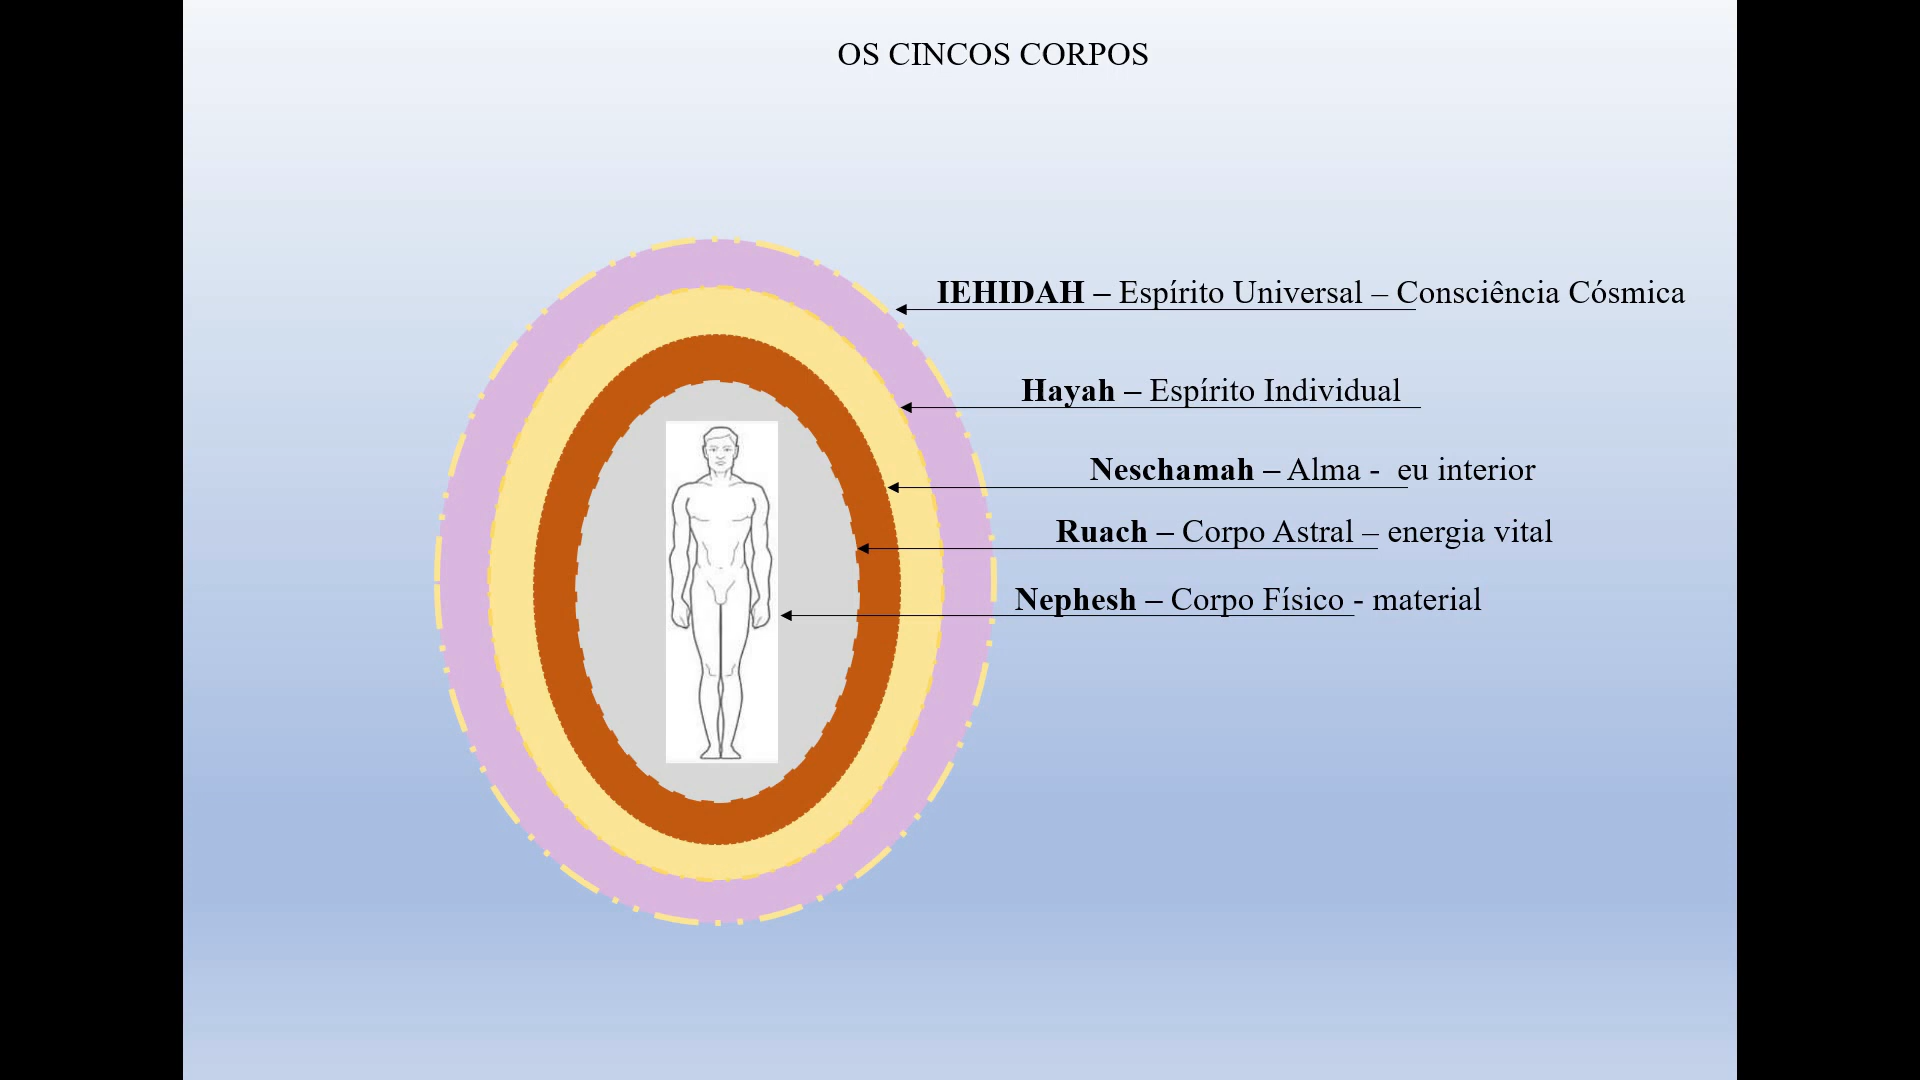 OS CINCOS CORPOS
IEHIDAH – Espírito Universal – Consciência Cósmica
Hayah – Espírito Individual
Neschamah – Alma -  eu interior
Ruach – Corpo Astral – energia vital
Nephesh – Corpo Físico - material